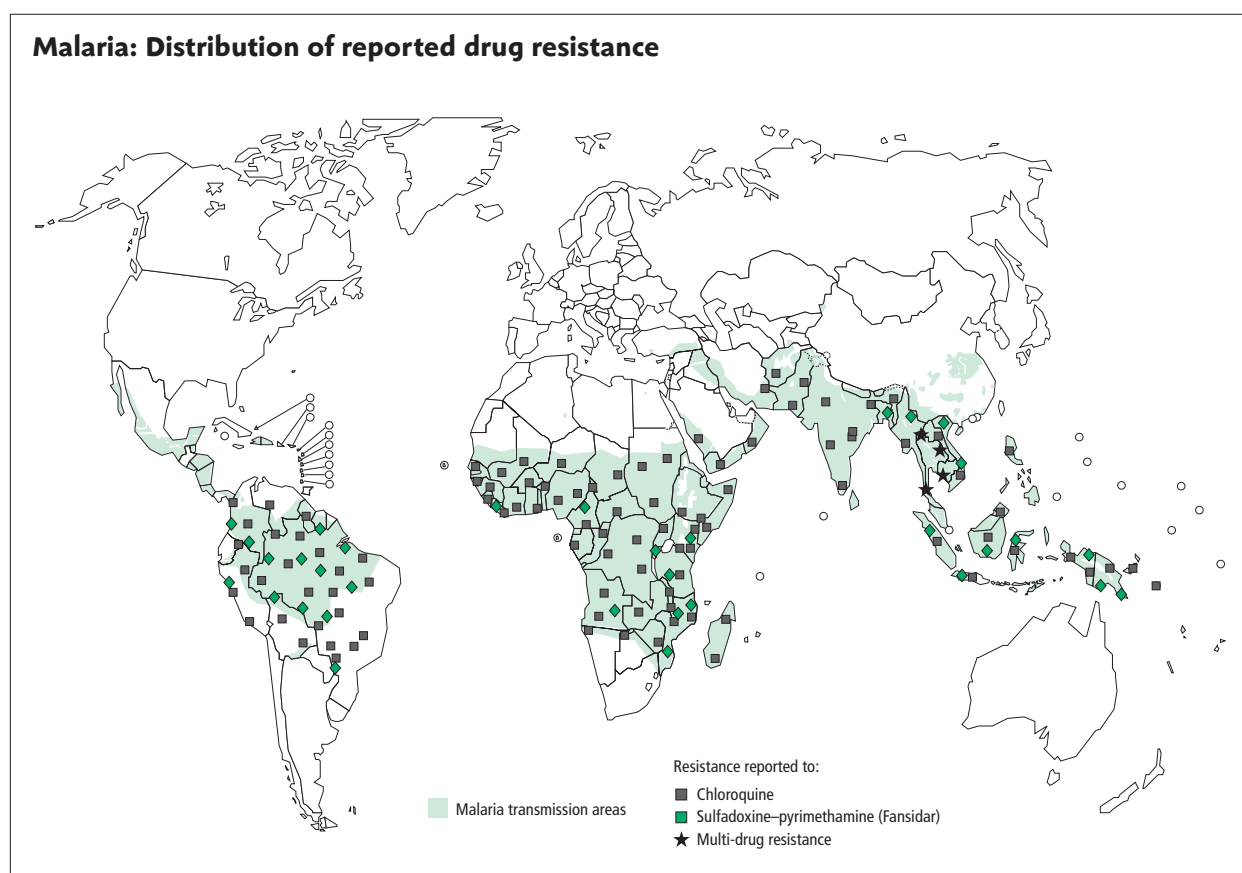 Malaria: Distribution of reported drug resistance
Malaria transmission areas
Resistance reported to:
Chloroquine
Sulfadoxine–pyrimethamine (Fansidar)
Multi-drug resistance